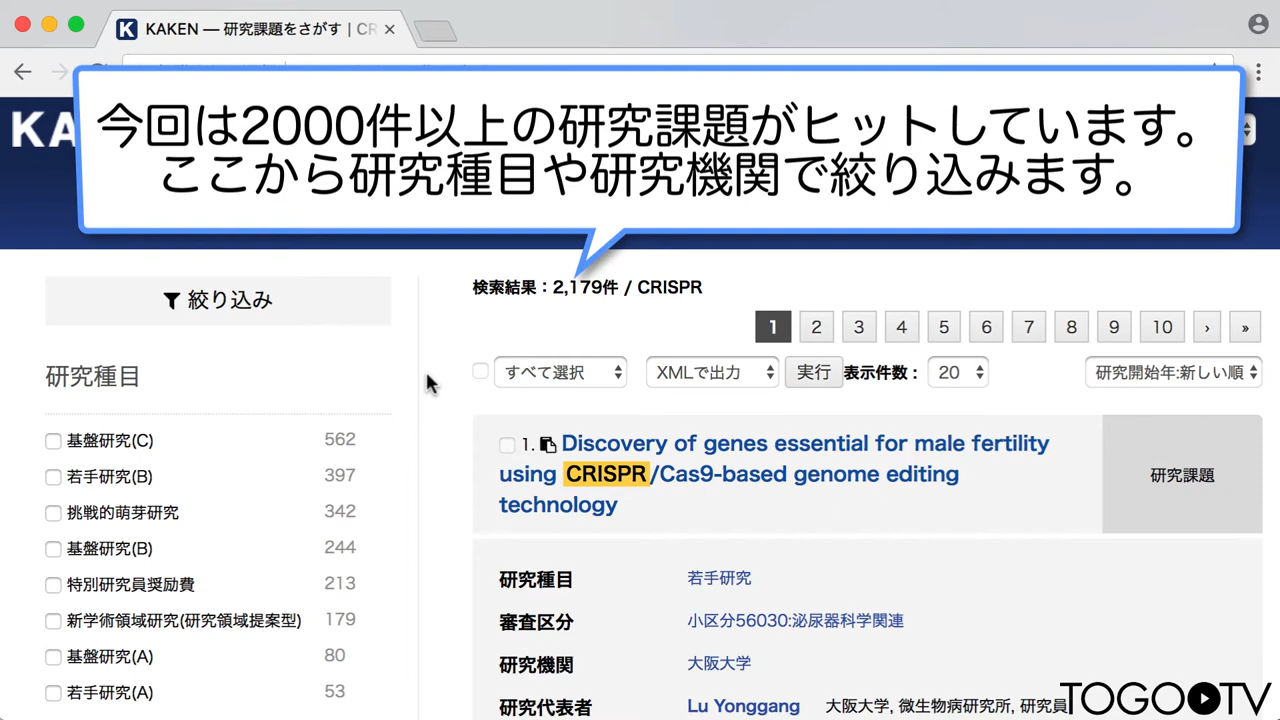 KAKEN — 研究課題をさがす | CR
KA
今回は2000件以上の研究課題がヒットしています。
ここから研究種目や研究機関で絞り込みます。
絞り込み
研究種目
基盤研究(C) 562
若手研究(B) 397
挑戦的萌芽研究 342
基盤研究(B) 244
特別研究員奨励費 213
新学術領域研究(研究領域提案型) 179
基盤研究(A) 80
若手研究(A) 53
検索結果：2,179件 / CRISPR
1 2 3 4 5 6 7 8 9 10 › »
すべて選択 XMLで出力 実行 表示件数： 20 研究開始年:新しい順
1. Discovery of genes essential for male fertility
using CRISPR/Cas9-based genome editing
technology
研究課題
研究種目 若手研究
審査区分 小区分56030:泌尿器科学関連
研究機関 大阪大学
研究代表者 Lu Yonggang 大阪大学, 微生物病研究所, 研究員
TOGOTV